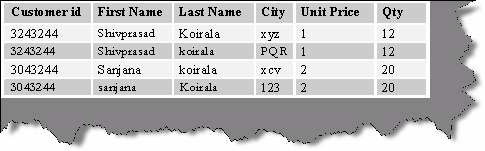 Customer id First Name Last Name City Unit Price Qty
3243244 Shivprasad Koirala xyz 1 12
3243244 Shivprasad koirala PQR 1 12
3043244 Sanjana koirala xcv 2 20
3043244 sanjana Koirala 123 2 20